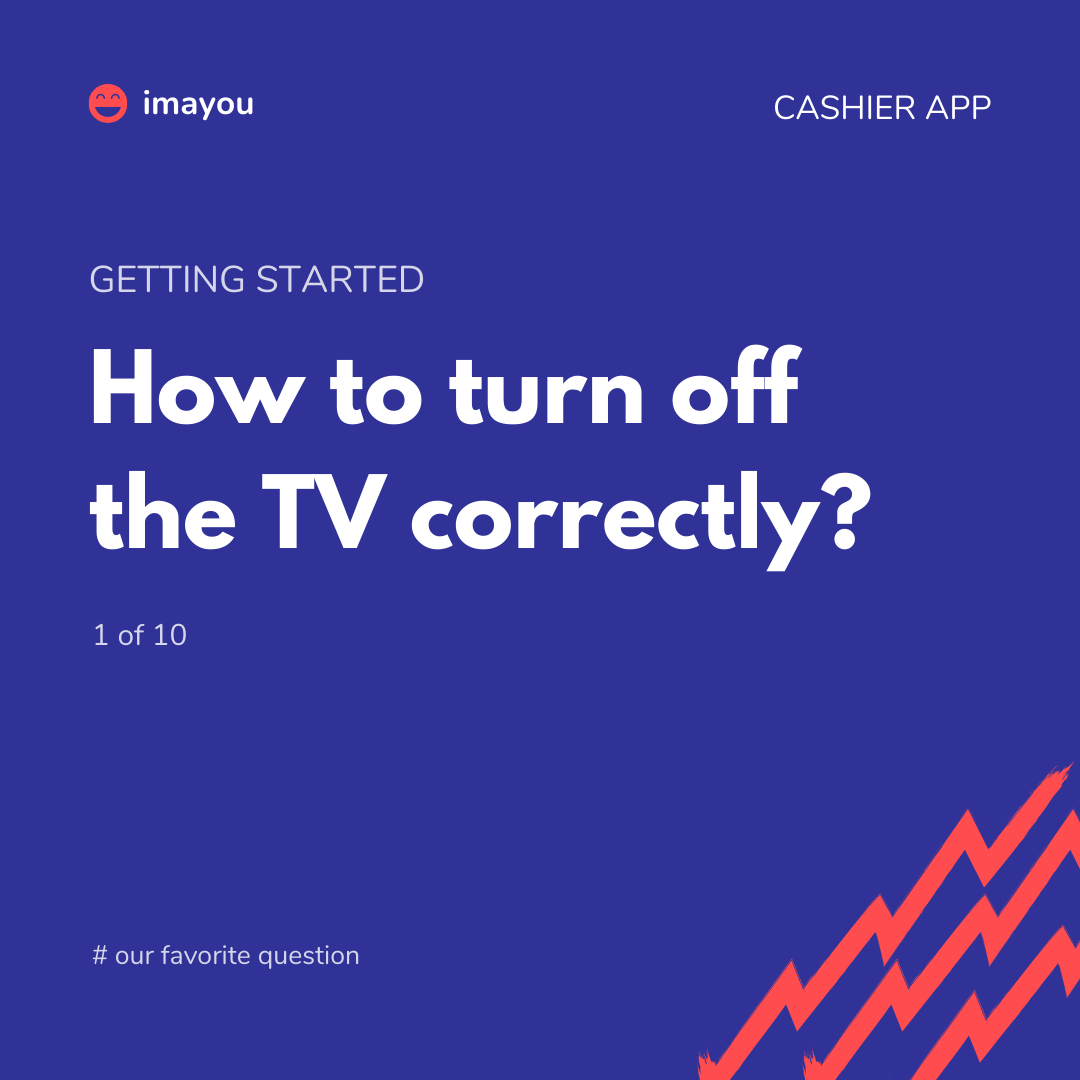 imayou
CASHIER APP
GETTING STARTED
How to turn off
the TV correctly?
1 of 10
# our favorite question